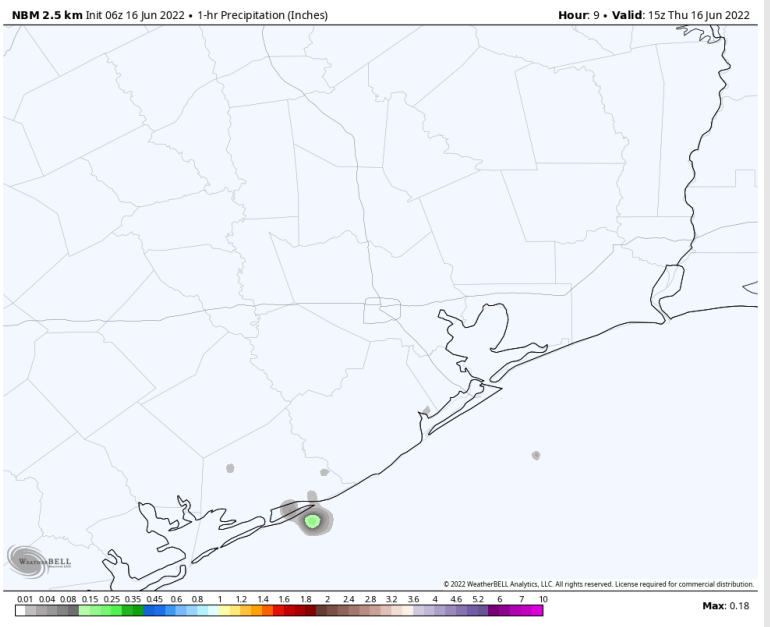 NBM 2.5 km Init 06z 16 Jun 2022 • 1-hr Precipitation (Inches)
Hour: 9 • Valid: 15z Thu 16 Jun 2022
WeatherBELL
© 2022 WeatherBELL Analytics, LLC. All rights reserved. License required for commercial distribution.
0.01 0.04 0.08 0.15 0.25 0.35 0.45 0.6 0.8 1 1.2 1.4 1.6 1.8 2 2.4 2.8 3.2 3.6 4 4.6 5.2 6 7 10
Max: 0.18